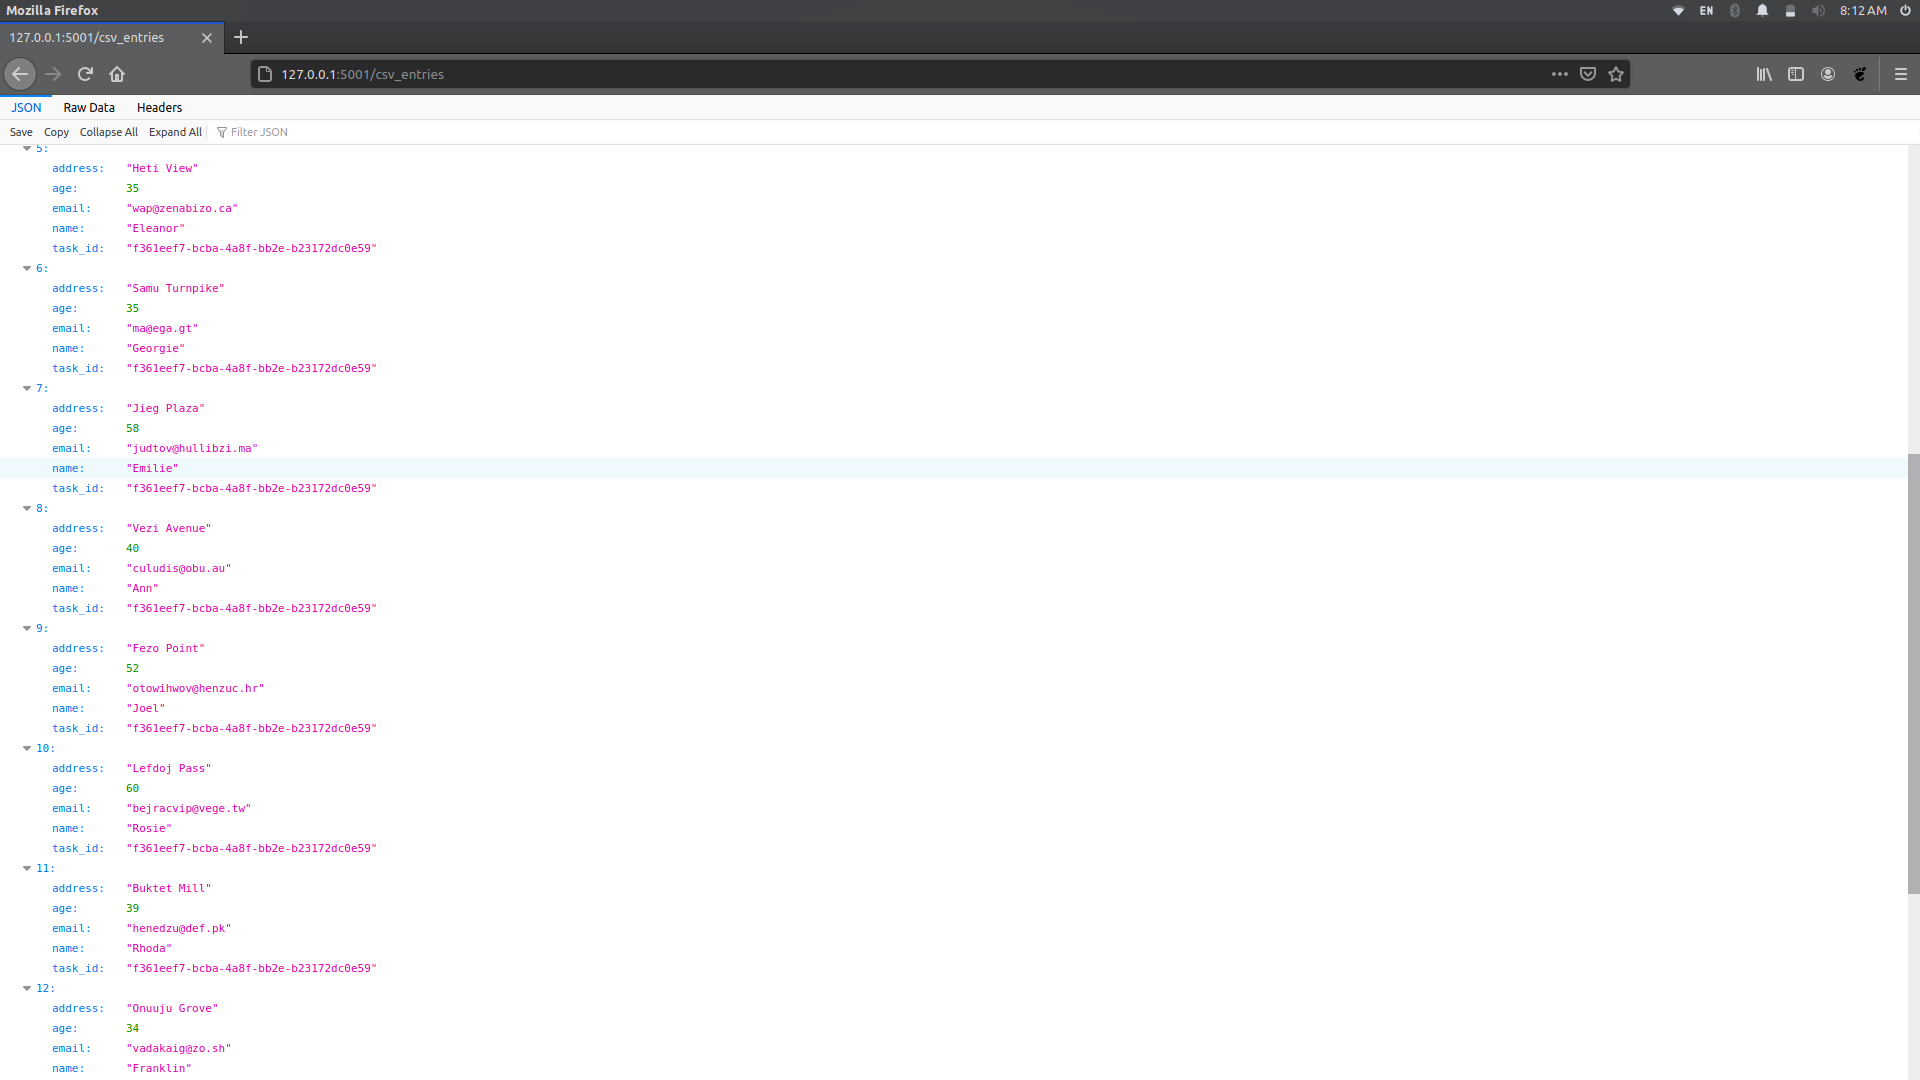 Mozilla Firefox EN 8:12 AM
127.0.0.1:5001/csv_entries
127.0.0.1:5001/csv_entries
JSON Raw Data Headers
Save Copy Collapse All Expand All Filter JSON
5:
address: "Heti View"
age: 35
email: "wap@zenabizo.ca"
name: "Eleanor"
task_id: "f361eef7-bcba-4a8f-bb2e-b23172dc0e59"
6:
address: "Samu Turnpike"
age: 35
email: "ma@ega.gt"
name: "Georgie"
task_id: "f361eef7-bcba-4a8f-bb2e-b23172dc0e59"
7:
address: "Jieg Plaza"
age: 58
email: "judtov@hullibzi.ma"
name: "Emilie"
task_id: "f361eef7-bcba-4a8f-bb2e-b23172dc0e59"
8:
address: "Vezi Avenue"
age: 40
email: "culudis@obu.au"
name: "Ann"
task_id: "f361eef7-bcba-4a8f-bb2e-b23172dc0e59"
9:
address: "Fezo Point"
age: 52
email: "otowihwov@henzuc.hr"
name: "Joel"
task_id: "f361eef7-bcba-4a8f-bb2e-b23172dc0e59"
10:
address: "Lefdoj Pass"
age: 60
email: "bejracvip@vege.tw"
name: "Rosie"
task_id: "f361eef7-bcba-4a8f-bb2e-b23172dc0e59"
11:
address: "Buktet Mill"
age: 39
email: "henedzu@def.pk"
name: "Rhoda"
task_id: "f361eef7-bcba-4a8f-bb2e-b23172dc0e59"
12:
address: "Onuuju Grove"
age: 34
email: "vadakaig@zo.sh"
name: "Franklin"